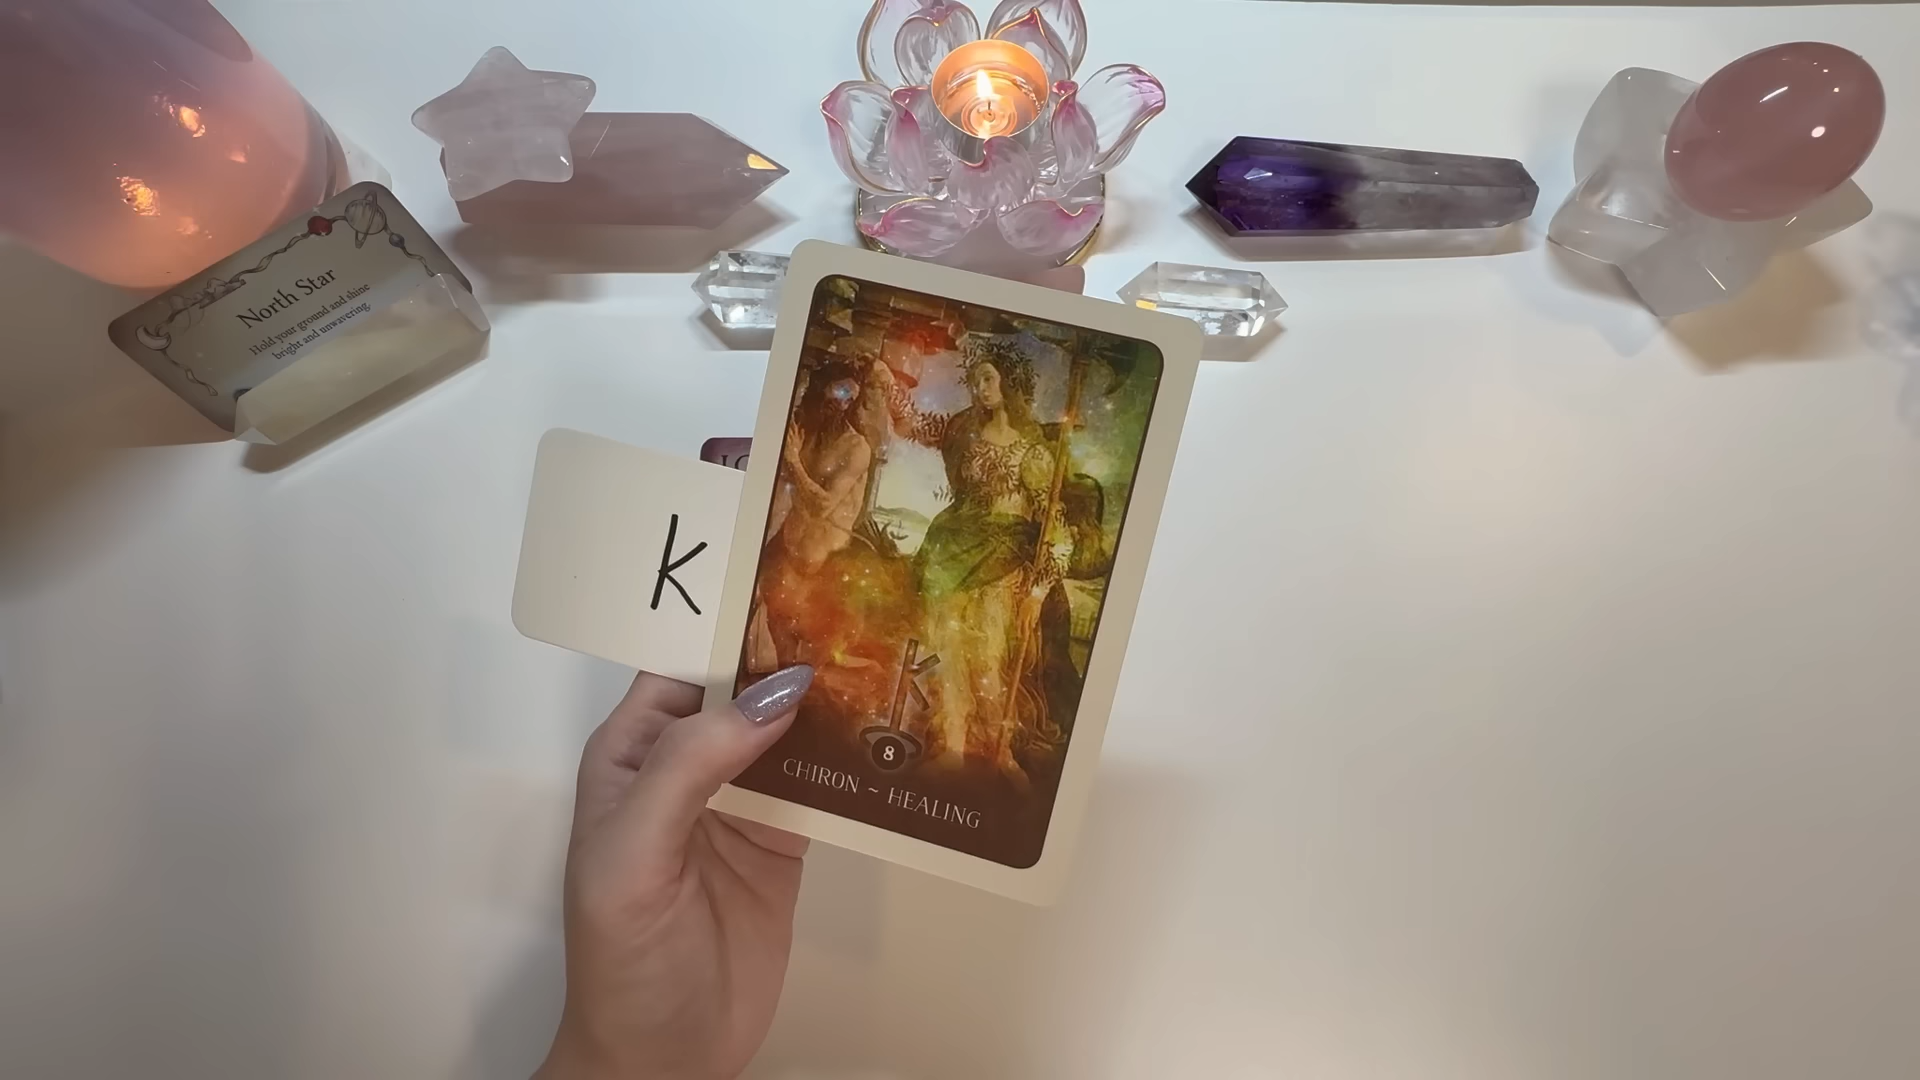 North Star
Hold your ground and shine
bright and unwavering.
K
8
CHIRON ~ HEALING